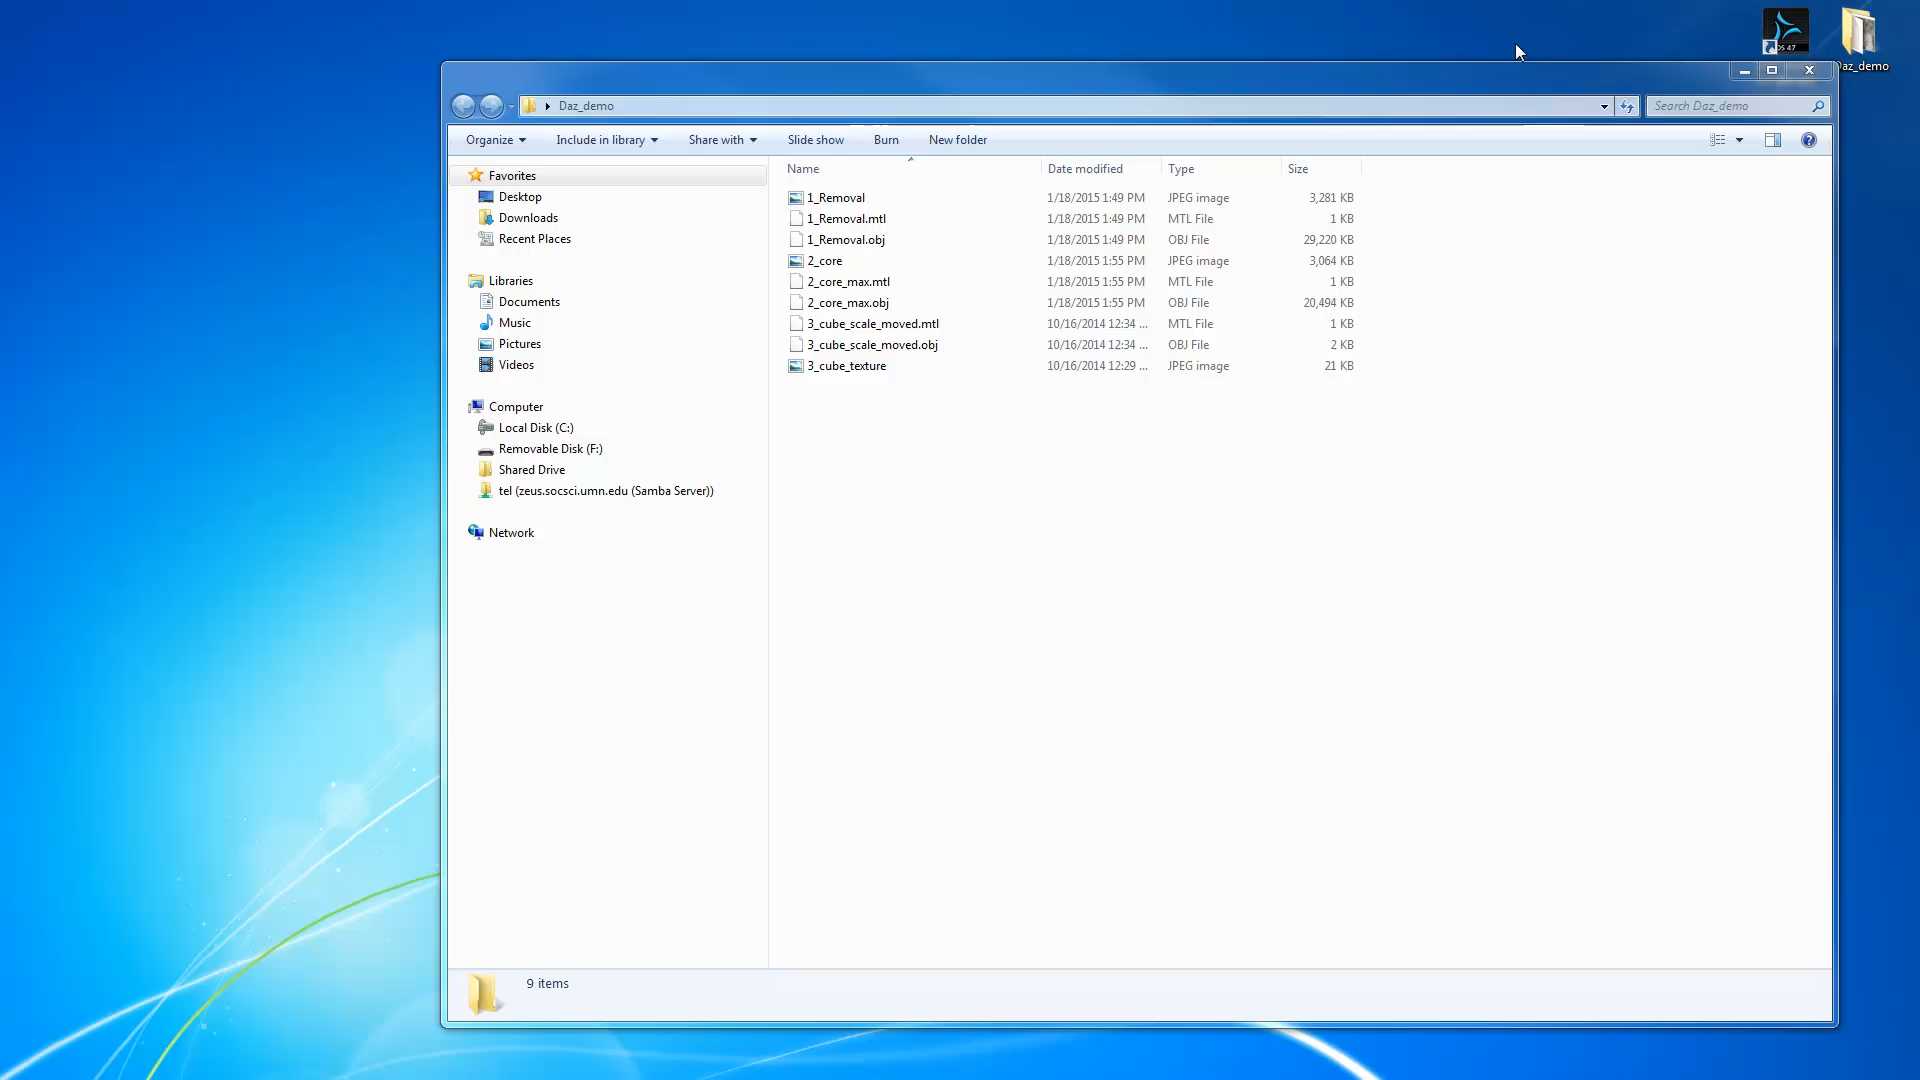 DS 47
Daz_demo
Daz_demo
Search Daz_demo
Organize Include in library Share with Slide show Burn New folder
Name Date modified Type Size
Favorites
Desktop
Downloads
Recent Places
Libraries
Documents
Music
Pictures
Videos
Computer
Local Disk (C:)
Removable Disk (F:)
Shared Drive
tel (zeus.socsci.umn.edu (Samba Server))
Network
1_Removal 1/18/2015 1:49 PM JPEG image 3,281 KB
1_Removal.mtl 1/18/2015 1:49 PM MTL File 1 KB
1_Removal.obj 1/18/2015 1:49 PM OBJ File 29,220 KB
2_core 1/18/2015 1:55 PM JPEG image 3,064 KB
2_core_max.mtl 1/18/2015 1:55 PM MTL File 1 KB
2_core_max.obj 1/18/2015 1:55 PM OBJ File 20,494 KB
3_cube_scale_moved.mtl 10/16/2014 12:34 ... MTL File 1 KB
3_cube_scale_moved.obj 10/16/2014 12:34 ... OBJ File 2 KB
3_cube_texture 10/16/2014 12:29 ... JPEG image 21 KB
9 items